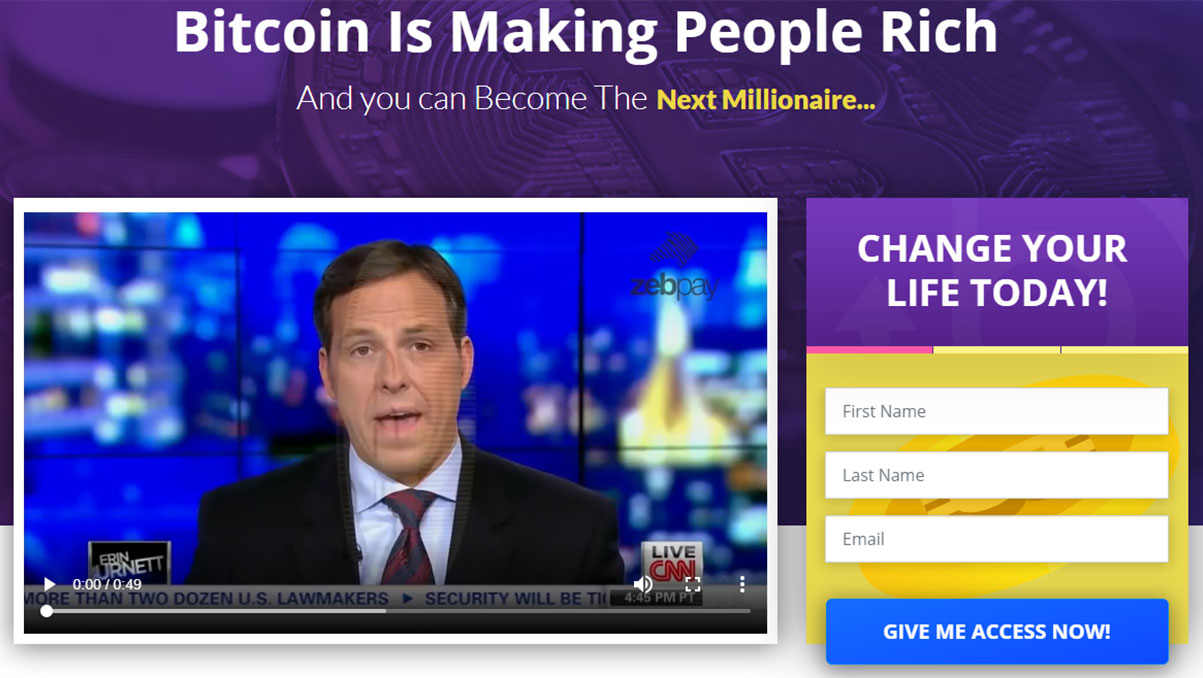 Bitcoin Is Making People Rich
And you can Become The Next Millionaire...
zebpay
ERIN
BURNETT
0:00 / 0:49
LIVE
CNN
4:45 PM PT
MORE THAN TWO DOZEN U.S. LAWMAKERS ▸ SECURITY WILL BE
CHANGE YOUR
LIFE TODAY!
First Name
Last Name
Email
GIVE ME ACCESS NOW!